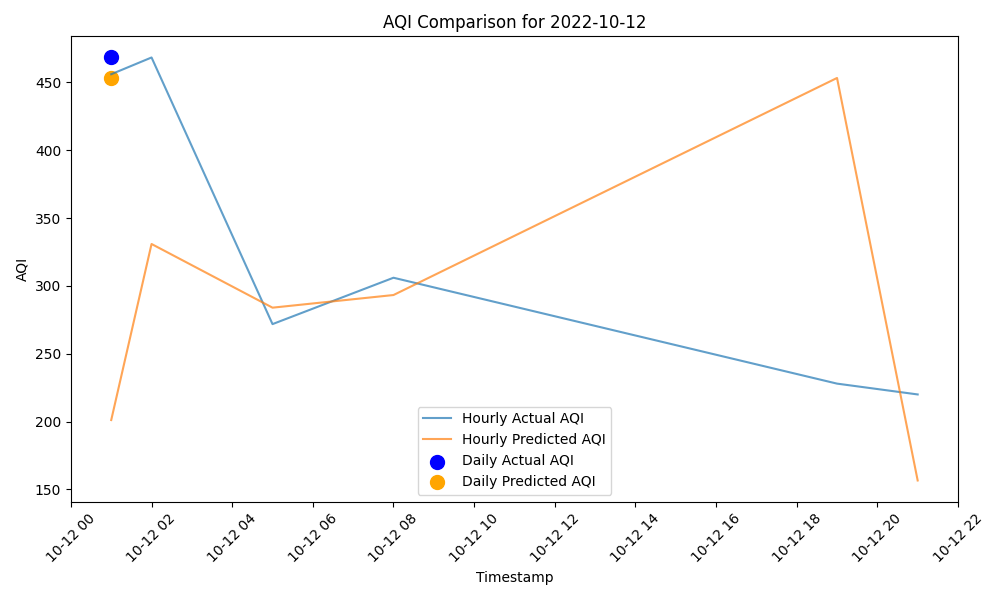 AQI Comparison for 2022-10-12
AQI
450
400
350
300
250
200
150
Hourly Actual AQI
Hourly Predicted AQI
Daily Actual AQI
Daily Predicted AQI
10-12 00
10-12 02
10-12 04
10-12 06
10-12 08
10-12 10
10-12 12
10-12 14
10-12 16
10-12 18
10-12 20
10-12 22
Timestamp